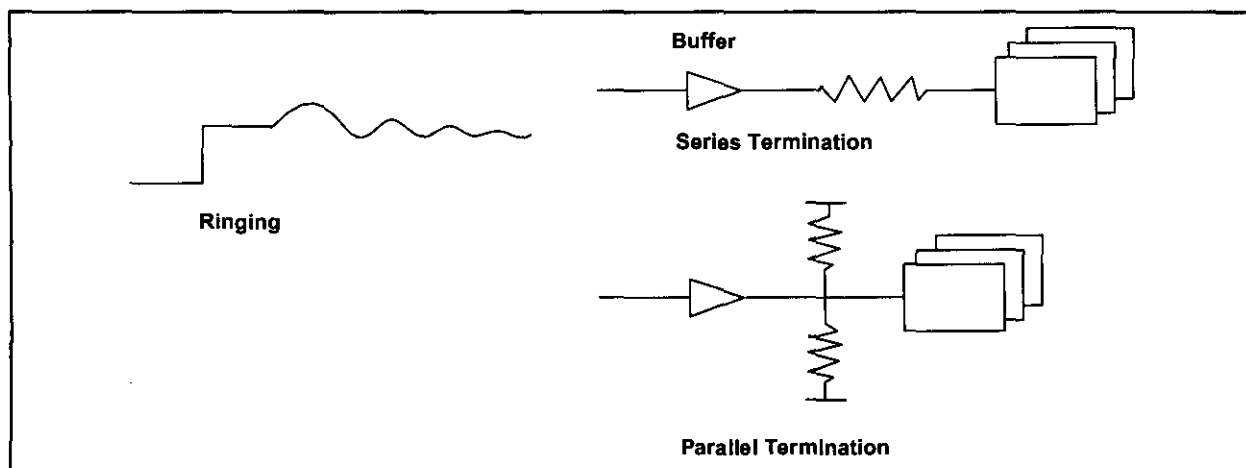 Buffer
Series Termination
Ringing
Parallel Termination